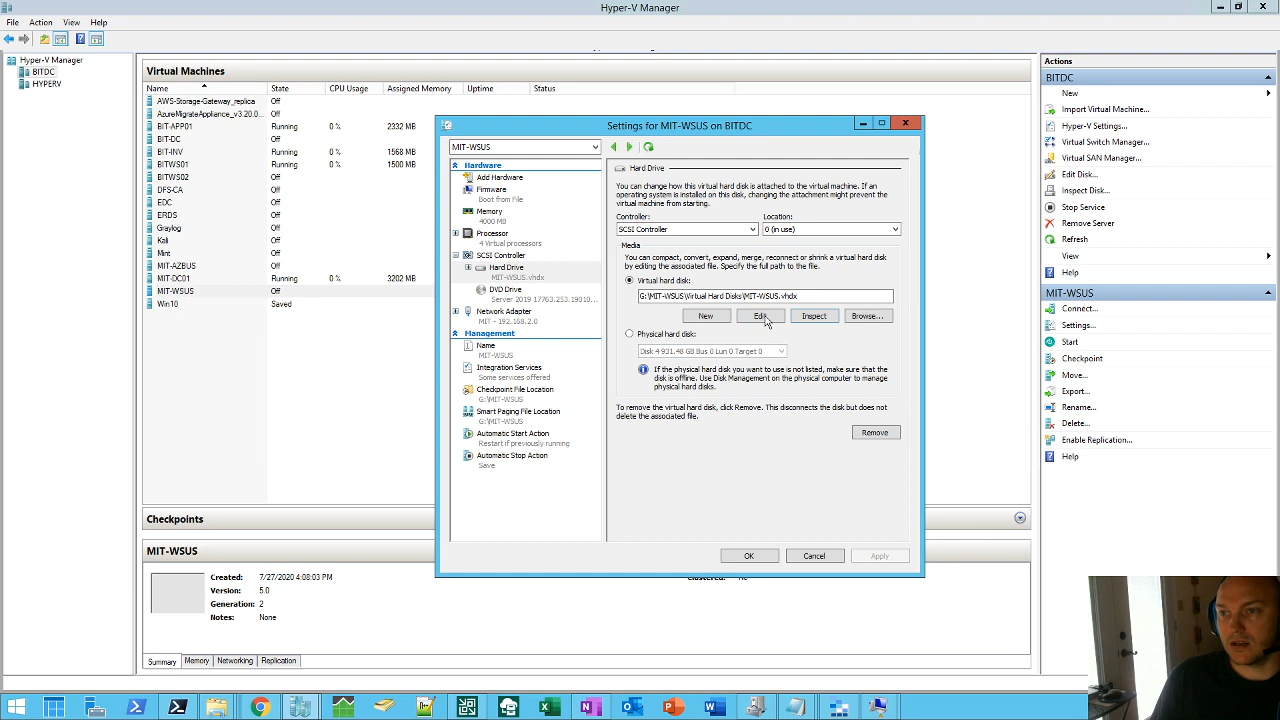 Hyper-V Manager
File Action View Help
Hyper-V Manager
BITDC
HYPERV
Virtual Machines
Name State CPU Usage Assigned Memory Uptime Status
AWS-Storage-Gateway_replica Off
AzureMigrateAppliance_v3.20.0... Off
BIT-APP01 Running 0 % 2332 MB
BIT-DC Off
BIT-INV Running 0 % 1568 MB
BITWS01 Running 0 % 1500 MB
BITWS02 Off
DFS-CA Off
EDC Off
ERDS Off
Graylog Off
Kali Off
Mint Off
MIT-AZBUS Off
MIT-DC01 Running 0 % 3202 MB
MIT-WSUS Off
Win10 Saved
Checkpoints
MIT-WSUS
Created: 7/27/2020 4:08:03 PM
Version: 5.0
Generation: 2
Notes: None
Summary Memory Networking Replication
Settings for MIT-WSUS on BITDC
MIT-WSUS
Hardware
Add Hardware
Firmware
Boot from File
Memory
4000 MB
Processor
4 Virtual processors
SCSI Controller
Hard Drive
MIT-WSUS.vhdx
DVD Drive
Server 2019 17763.253.19010...
Network Adapter
MIT - 192.168.2.0
Management
Name
MIT-WSUS
Integration Services
Some services offered
Checkpoint File Location
G:\MIT-WSUS
Smart Paging File Location
G:\MIT-WSUS
Automatic Start Action
Restart if previously running
Automatic Stop Action
Save
Hard Drive
You can change how this virtual hard disk is attached to the virtual machine. If an
operating system is installed on this disk, changing the attachment might prevent the
virtual machine from starting.
Controller: Location:
SCSI Controller 0 (in use)
Media
You can compact, convert, expand, merge, reconnect or shrink a virtual hard disk
by editing the associated file. Specify the full path to the file.
Virtual hard disk:
G:\MIT-WSUS\Virtual Hard Disks\MIT-WSUS.vhdx
New Edit Inspect Browse...
Physical hard disk:
Disk 4 931.48 GB Bus 0 Lun 0 Target 0
If the physical hard disk you want to use is not listed, make sure that the
disk is offline. Use Disk Management on the physical computer to manage
physical hard disks.
To remove the virtual hard disk, click Remove. This disconnects the disk but does not
delete the associated file.
Remove
OK Cancel Apply
Actions
BITDC
New
Import Virtual Machine...
Hyper-V Settings...
Virtual Switch Manager...
Virtual SAN Manager...
Edit Disk...
Inspect Disk...
Stop Service
Remove Server
Refresh
View
Help
MIT-WSUS
Connect...
Settings...
Start
Checkpoint
Move...
Export...
Rename...
Delete...
Enable Replication...
Help